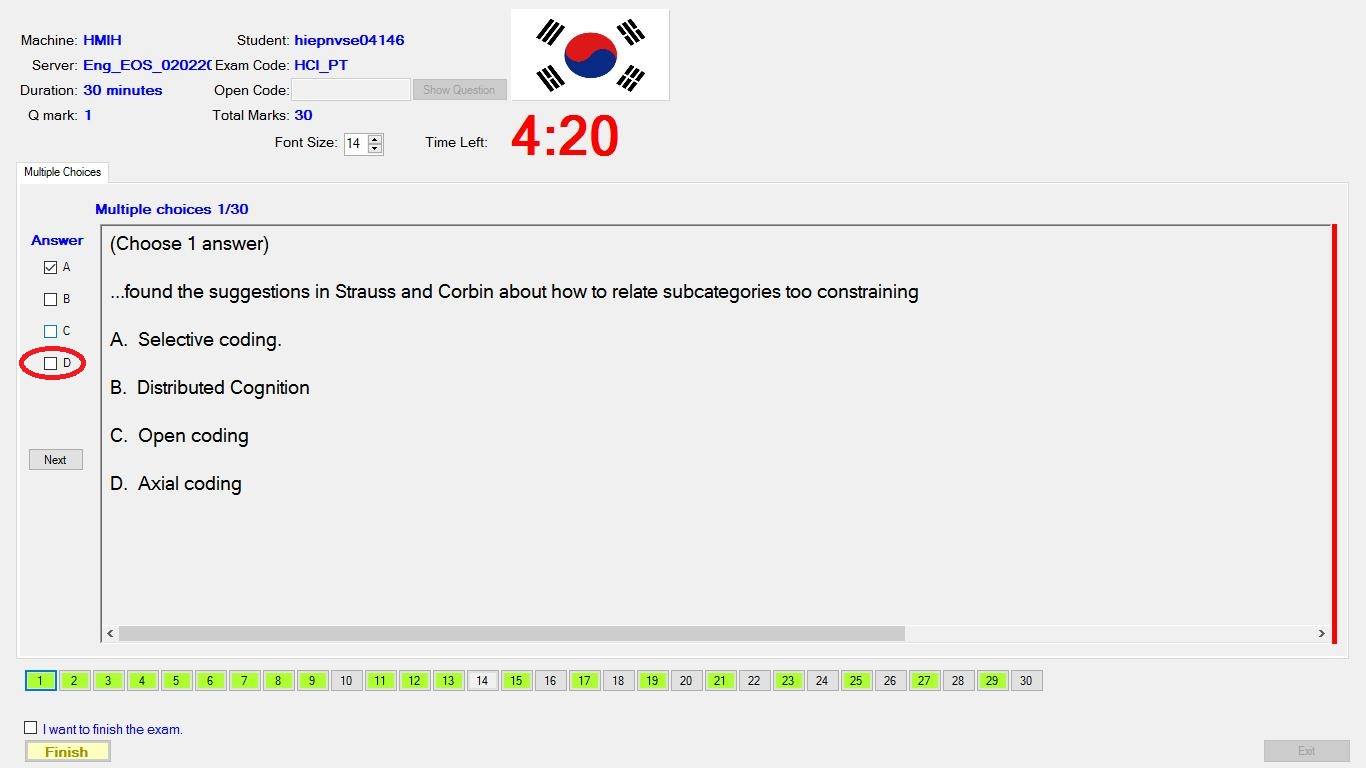 Machine: HMIH Student: hiepnvse04146
Server: Eng_EOS_02022 Exam Code: HCI_PT
Duration: 30 minutes Open Code: Show Question
Q mark: 1 Total Marks: 30
Font Size: 14 Time Left: 4:20
Multiple Choices
Multiple choices 1/30
Answer
(Choose 1 answer)
A
...found the suggestions in Strauss and Corbin about how to relate subcategories too constraining
B
C
A. Selective coding.
D
B. Distributed Cognition
C. Open coding
Next
D. Axial coding
1 2 3 4 5 6 7 8 9 10 11 12 13 14 15 16 17 18 19 20 21 22 23 24 25 26 27 28 29 30
I want to finish the exam.
Finish Exit